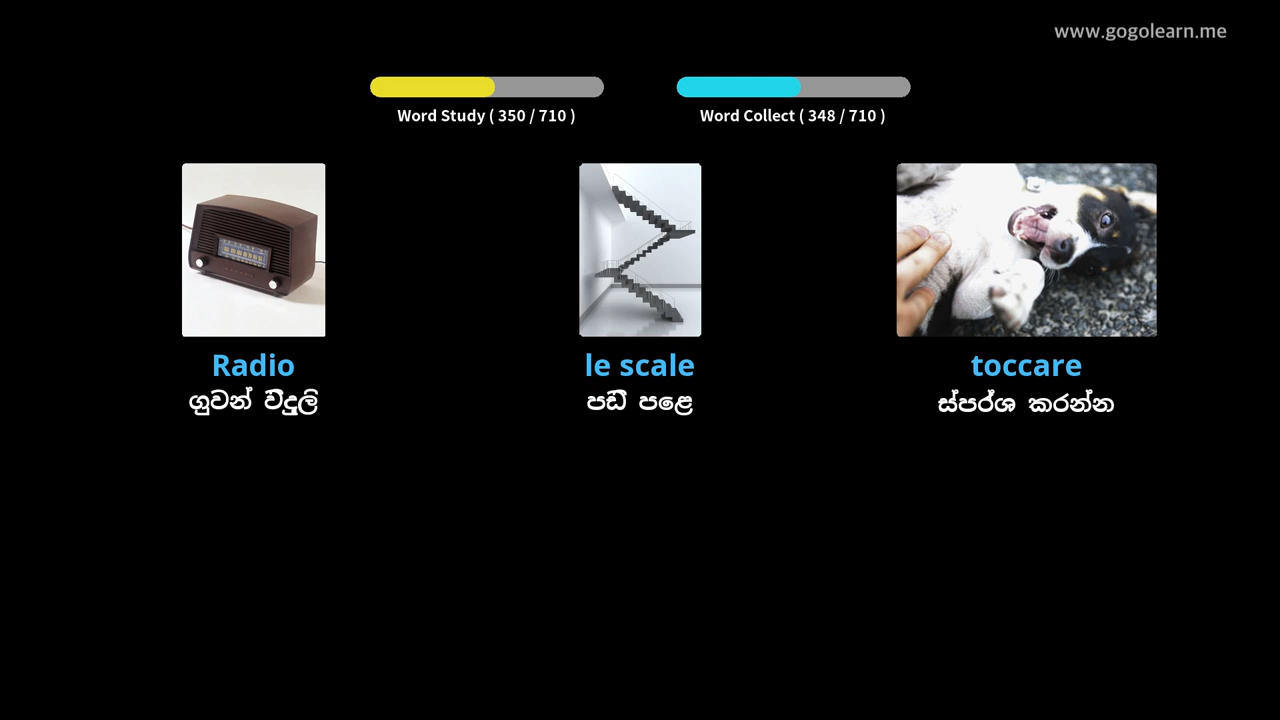 www.gogolearn.me
Word Study ( 350 / 710 )
Word Collect ( 348 / 710 )
Radio
ගුවන් විදුලි
le scale
පඩි පළෙ
toccare
ස්පර්ශ කරන්න